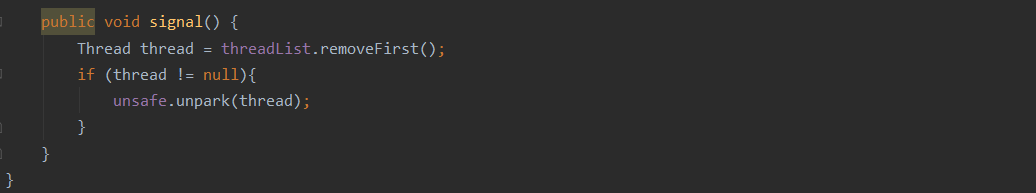 public void signal() {
Thread thread = threadList.removeFirst();
if (thread != null){
unsafe.unpark(thread);
}
}
}